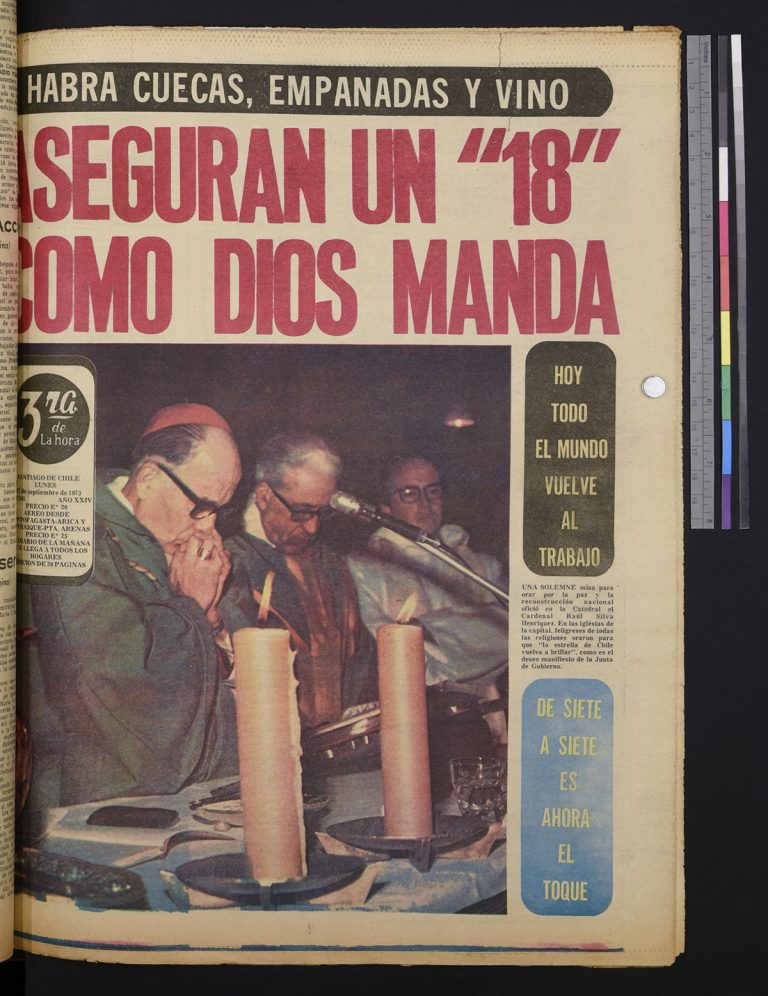 HABRA CUECAS, EMPANADAS Y VINO
ASEGURAN UN "18"
COMO DIOS MANDA
3ra
de
La hora
SANTIAGO DE CHILE
LUNES
de septiembre de 1973
AÑO XXIV
PRECIO Eº 20
AEREO DESDE
ANTOFAGASTA-ARICA Y
PTA. ARENAS
PRECIO Eº 25
DIARIO DE LA MAÑANA
LLEGA A TODOS LOS
HOGARES
EDICION DE 20 PAGINAS
HOY
TODO
EL MUNDO
VUELVE
AL
TRABAJO
UNA SOLEMNE misa para
orar por la paz y la
reconstrucción nacional
ofició en la Catedral el
Cardenal Raúl Silva
Henríquez. En las iglesias de
la capital, feligreses de todas
las religiones oraron para
que "la estrella de Chile
vuelva a brillar", como es el
deseo manifiesto de la Junta
de Gobierno.
DE SIETE
A SIETE
ES
AHORA
EL
TOQUE